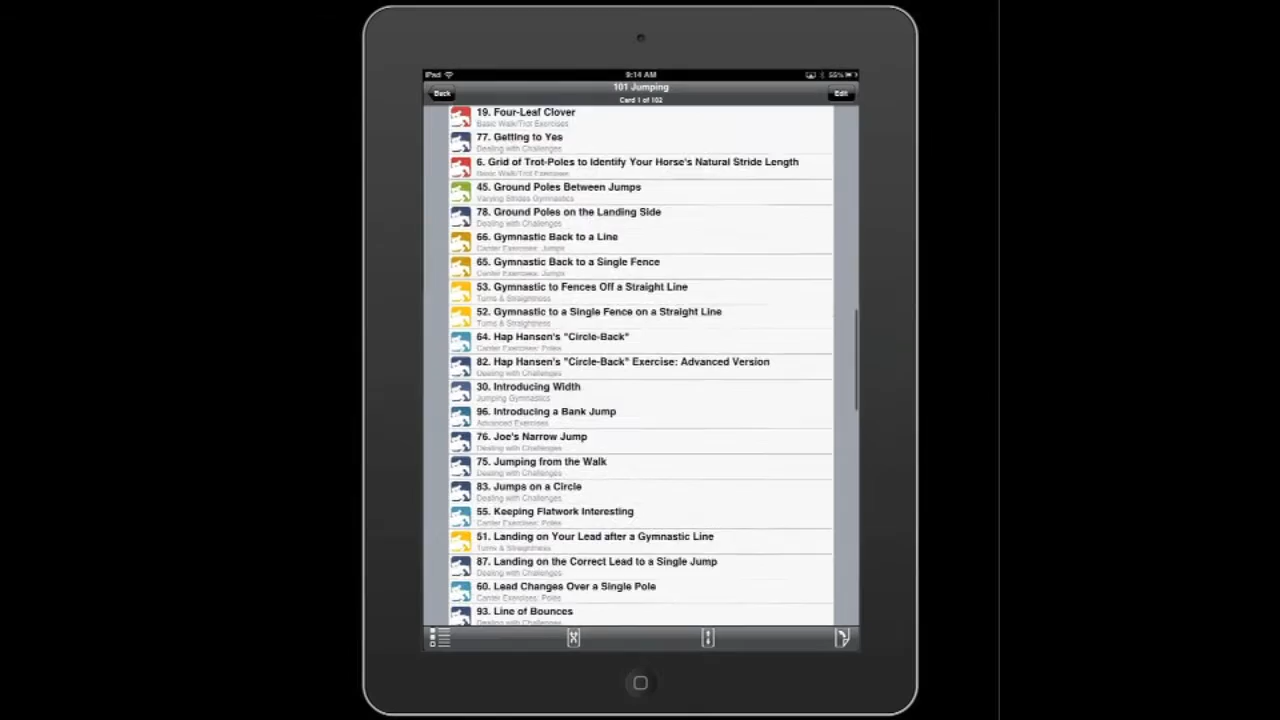 iPad
9:14 AM
55%
Back
101 Jumping
Card 1 of 102
Edit
19. Four-Leaf Clover
Basic Walk/Trot Exercises
77. Getting to Yes
Dealing with Challenges
6. Grid of Trot-Poles to Identify Your Horse's Natural Stride Length
Basic Walk/Trot Exercises
45. Ground Poles Between Jumps
Varying Strides Gymnastics
78. Ground Poles on the Landing Side
Dealing with Challenges
66. Gymnastic Back to a Line
Canter Exercises: Jumps
65. Gymnastic Back to a Single Fence
Canter Exercises: Jumps
53. Gymnastic to Fences Off a Straight Line
Turns & Straightness
52. Gymnastic to a Single Fence on a Straight Line
Turns & Straightness
64. Hap Hansen's "Circle-Back"
Canter Exercises: Poles
82. Hap Hansen's "Circle-Back" Exercise: Advanced Version
Dealing with Challenges
30. Introducing Width
Jumping Gymnastics
96. Introducing a Bank Jump
Advanced Exercises
76. Joe's Narrow Jump
Dealing with Challenges
75. Jumping from the Walk
Dealing with Challenges
83. Jumps on a Circle
Dealing with Challenges
55. Keeping Flatwork Interesting
Canter Exercises: Poles
51. Landing on Your Lead after a Gymnastic Line
Turns & Straightness
87. Landing on the Correct Lead to a Single Jump
Dealing with Challenges
60. Lead Changes Over a Single Pole
Canter Exercises: Poles
93. Line of Bounces
Dealing with Challenges